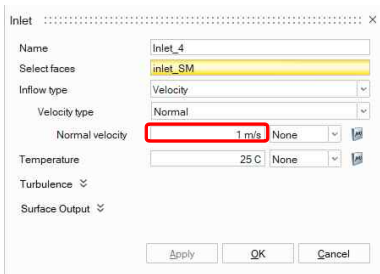 Inlet
Name Inlet_4
Select faces inlet_SM
Inflow type Velocity
Velocity type Normal
Normal velocity 1 m/s None
Temperature 25 C None
Turbulence
Surface Output
Apply OK Cancel